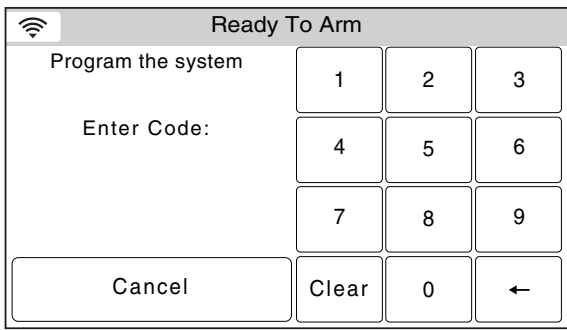 Ready To Arm
Program the system
Enter Code:
1 2 3
4 5 6
7 8 9
Cancel Clear 0 ←